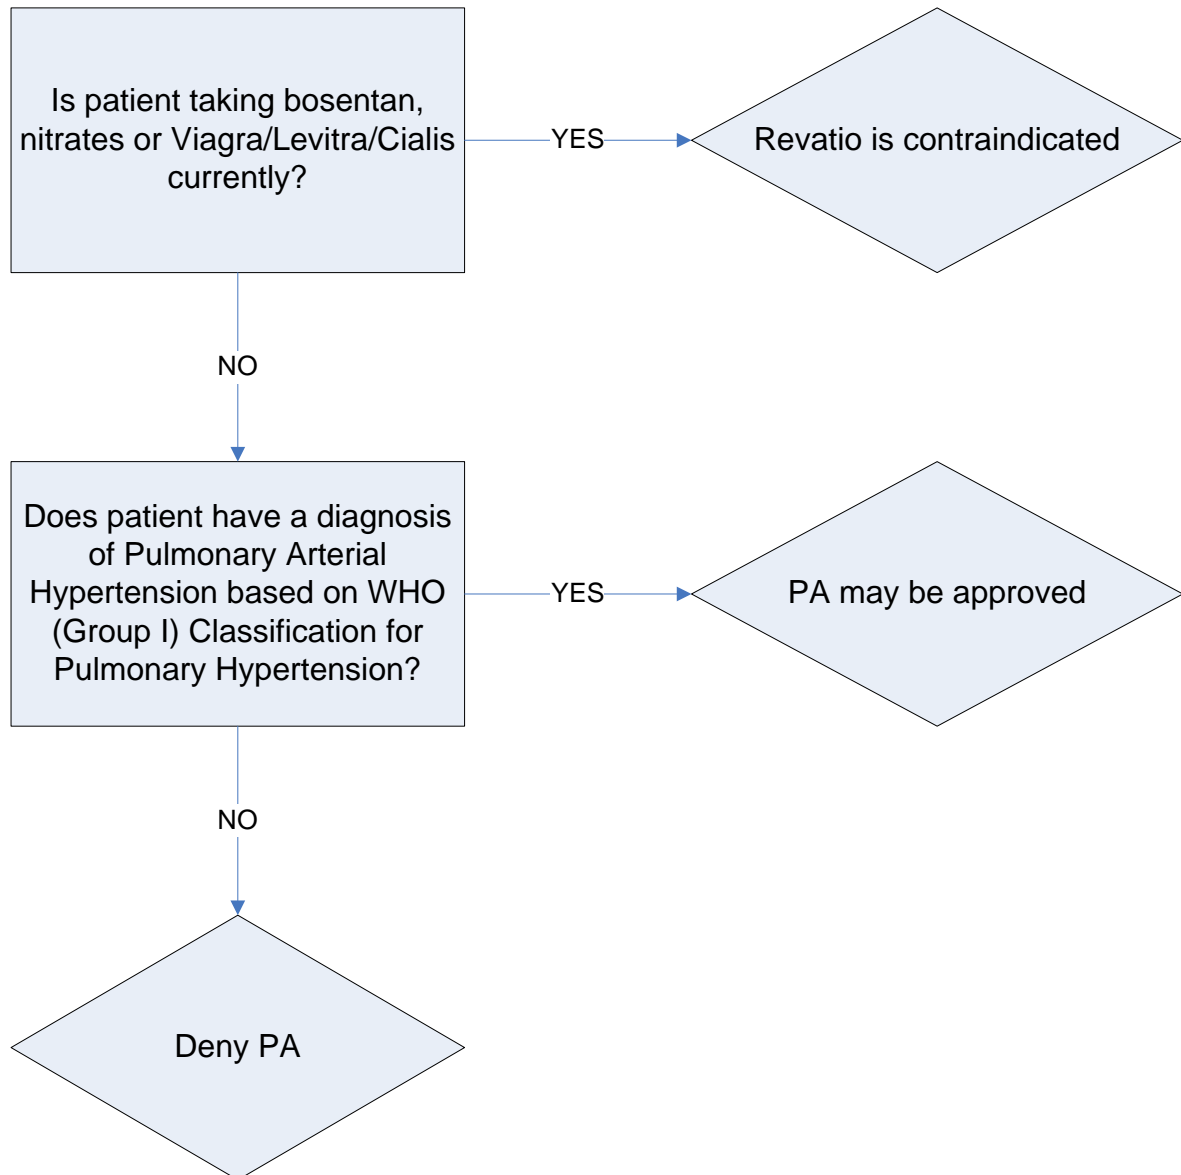 Is patient taking bosentan,
nitrates or Viagra/Levitra/Cialis
currently?
YES
Revatio is contraindicated
NO
Does patient have a diagnosis
of Pulmonary Arterial
Hypertension based on WHO
(Group I) Classification for
Pulmonary Hypertension?
YES
PA may be approved
NO
Deny PA